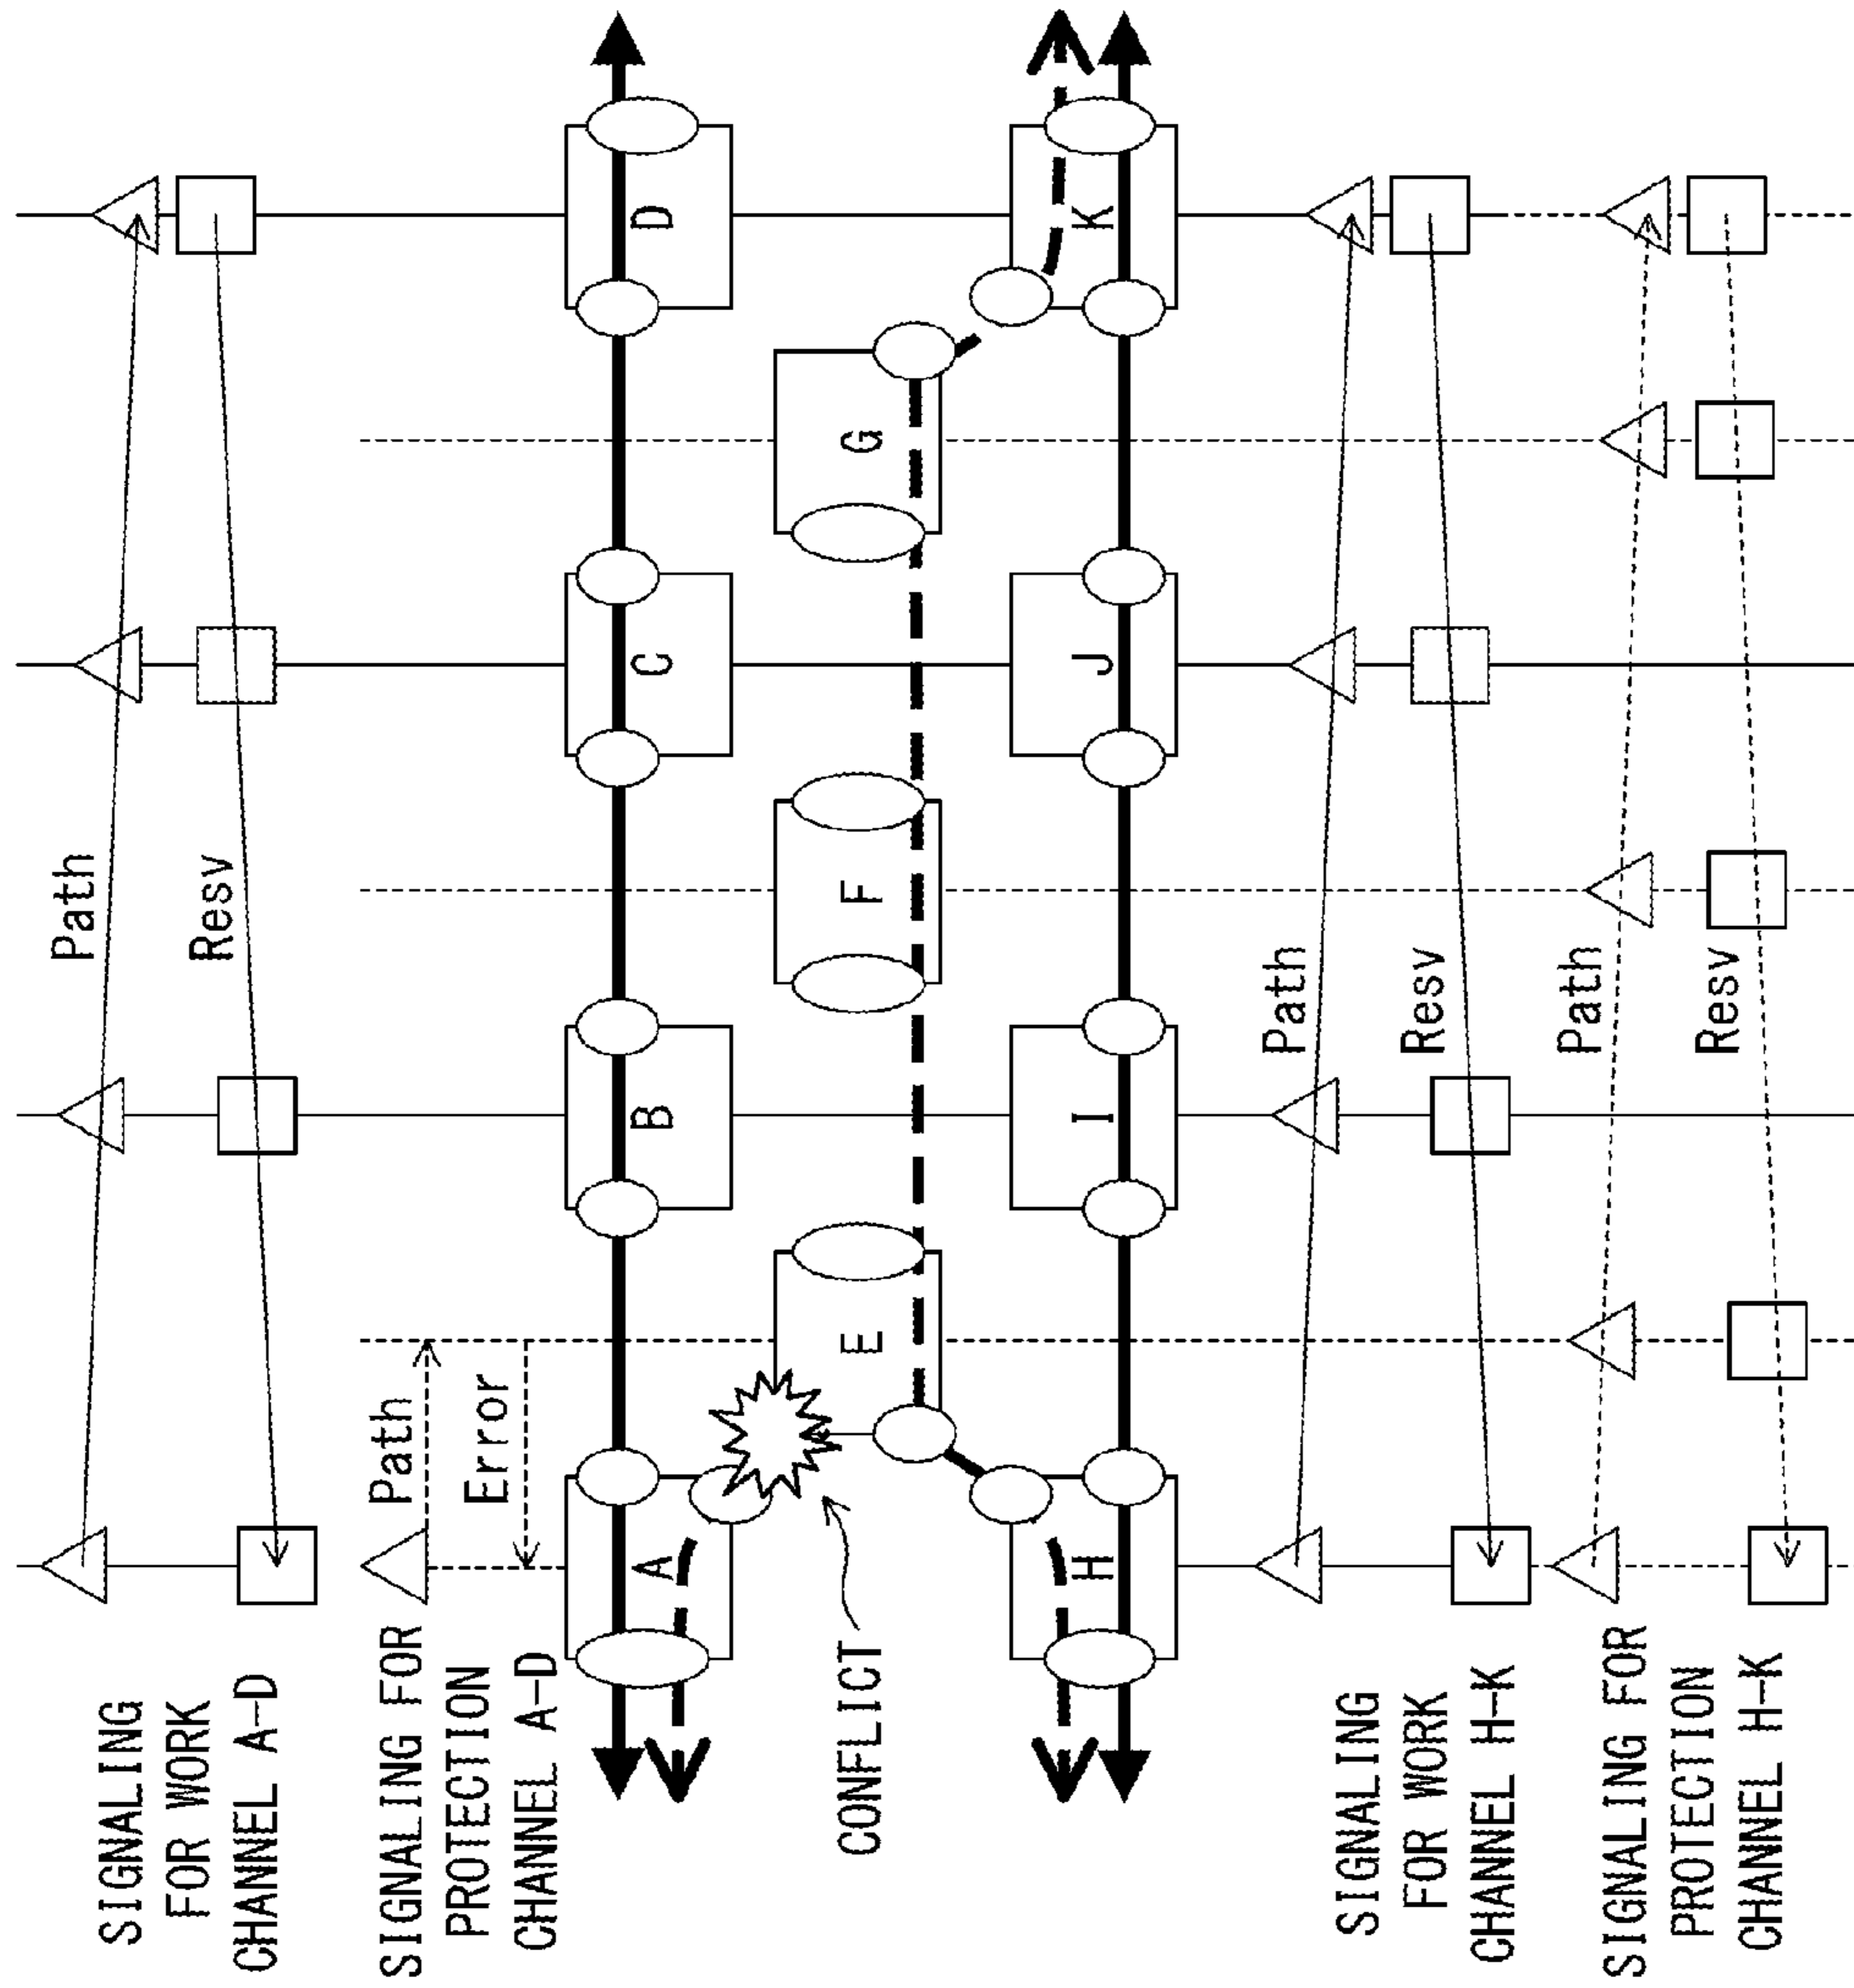 SIGNALING
FOR WORK
CHANNEL A-D
Path
Resv
SIGNALING FOR
PROTECTION
CHANNEL A-D
Path
Error
A
B
C
D
CONFLICT
E
F
G
H
I
J
K
SIGNALING
FOR WORK
CHANNEL H-K
Path
Resv
SIGNALING FOR
PROTECTION
CHANNEL H-K
Path
Resv